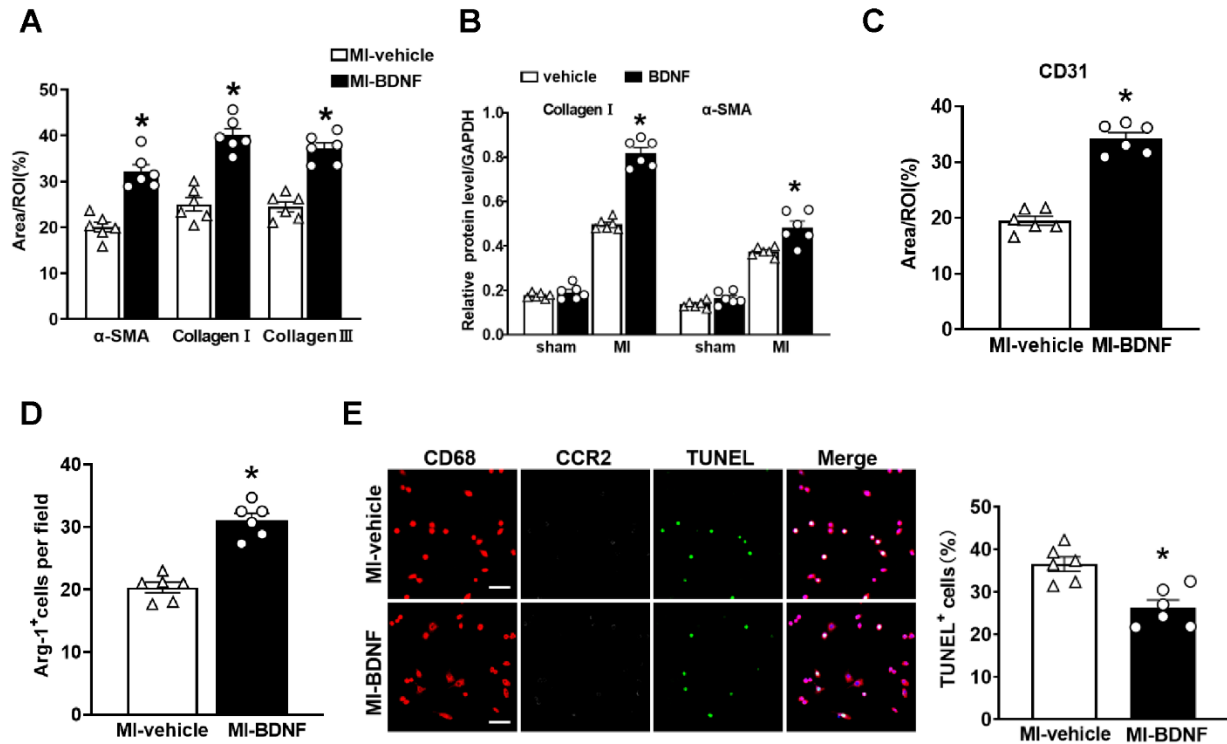 A
MI-vehicle
MI-BDNF
Area/ROI(%)
50
40
30
20
10
0
*
*
*
α-SMA
Collagen Ⅰ
Collagen Ⅲ
B
vehicle
BDNF
Relative protein level/GAPDH
Collagen Ⅰ
α-SMA
1.0
0.8
0.6
0.4
0.2
0.0
*
*
sham
MI
sham
MI
C
CD31
Area/ROI(%)
40
30
20
10
0
*
MI-vehicle
MI-BDNF
D
Arg-1⁺cells per field
40
30
20
10
0
*
MI-vehicle
MI-BDNF
E
CD68
CCR2
TUNEL
Merge
MI-vehicle
MI-BDNF
TUNEL⁺ cells(%)
50
40
30
20
10
0
*
MI-vehicle
MI-BDNF